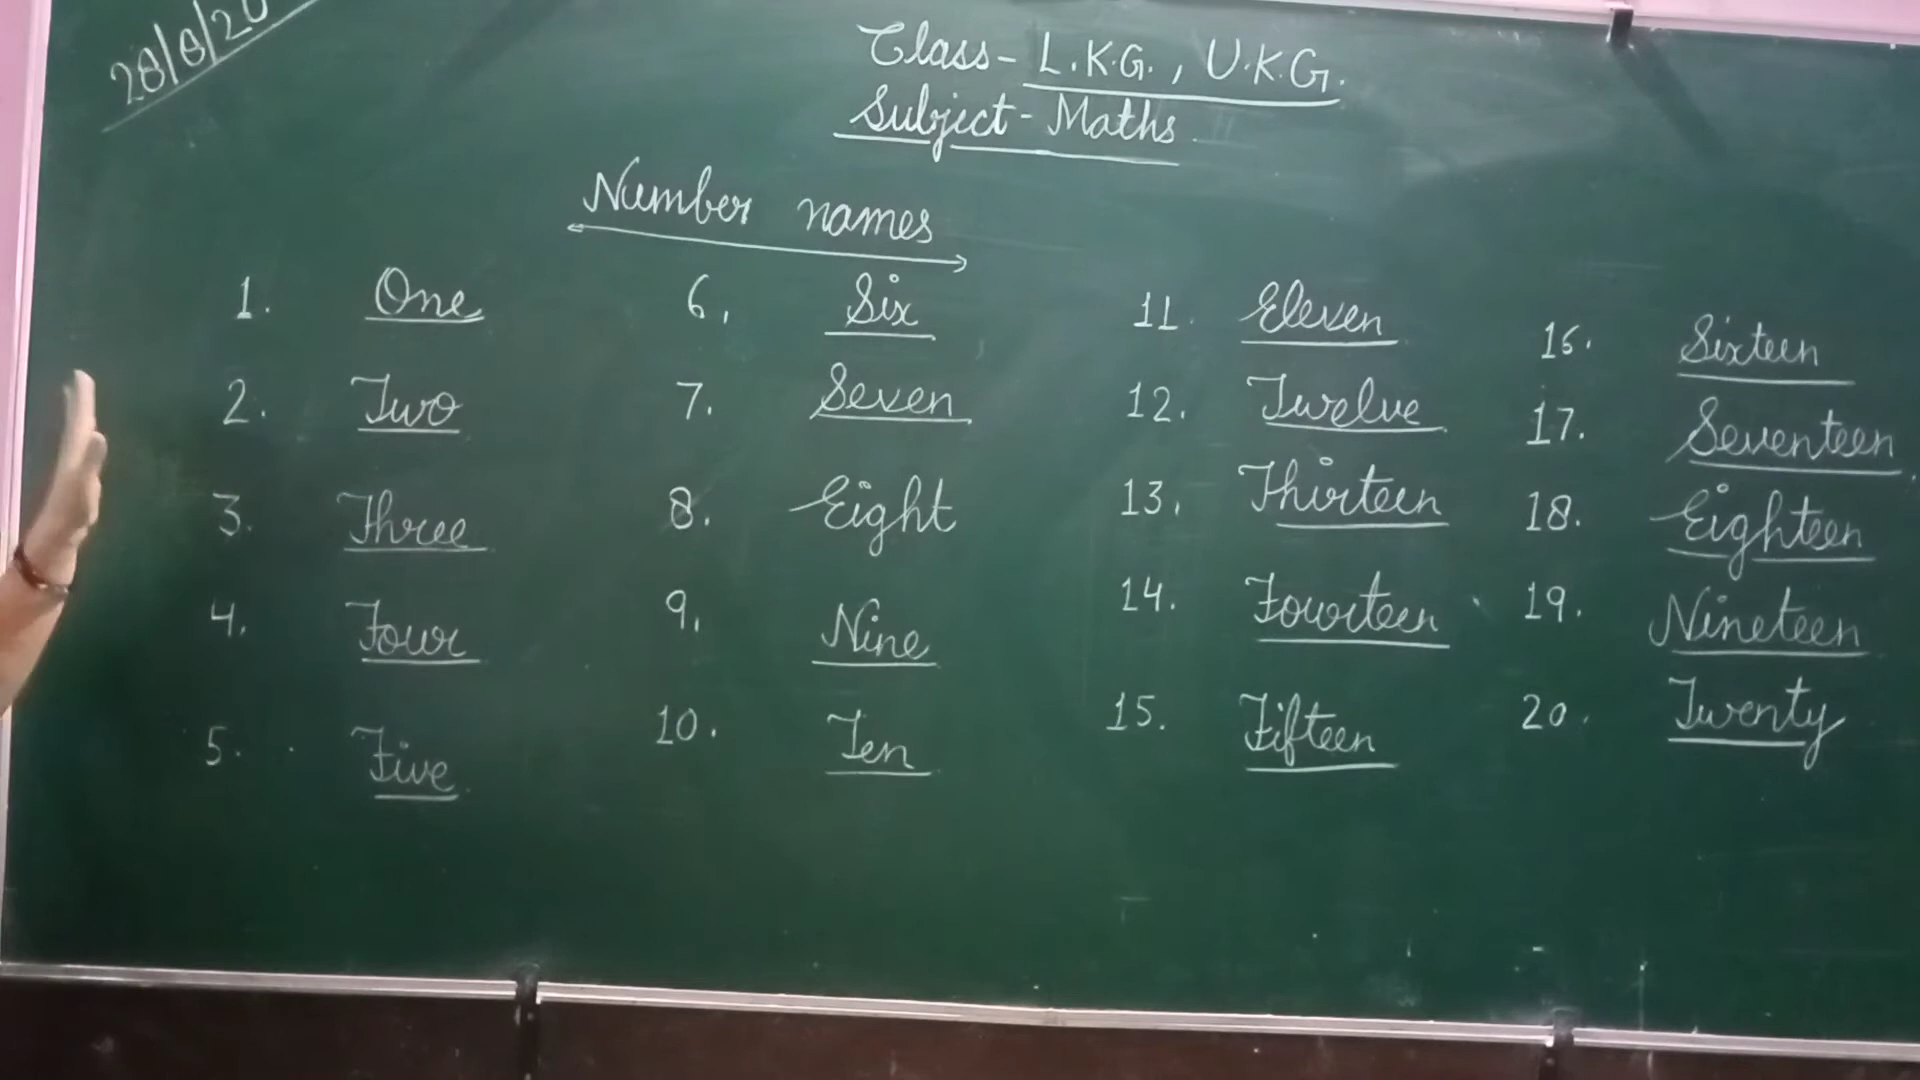 28/8/20
Class- L.K.G., U.K.G.
Subject- Maths
Number names
1. One
2. Two
3. Three
4. Four
5. Five
6. Six
7. Seven
8. Eight
9. Nine
10. Ten
11. Eleven
12. Twelve
13. Thirteen
14. Fourteen
15. Fifteen
16. Sixteen
17. Seventeen
18. Eighteen
19. Nineteen
20. Twenty